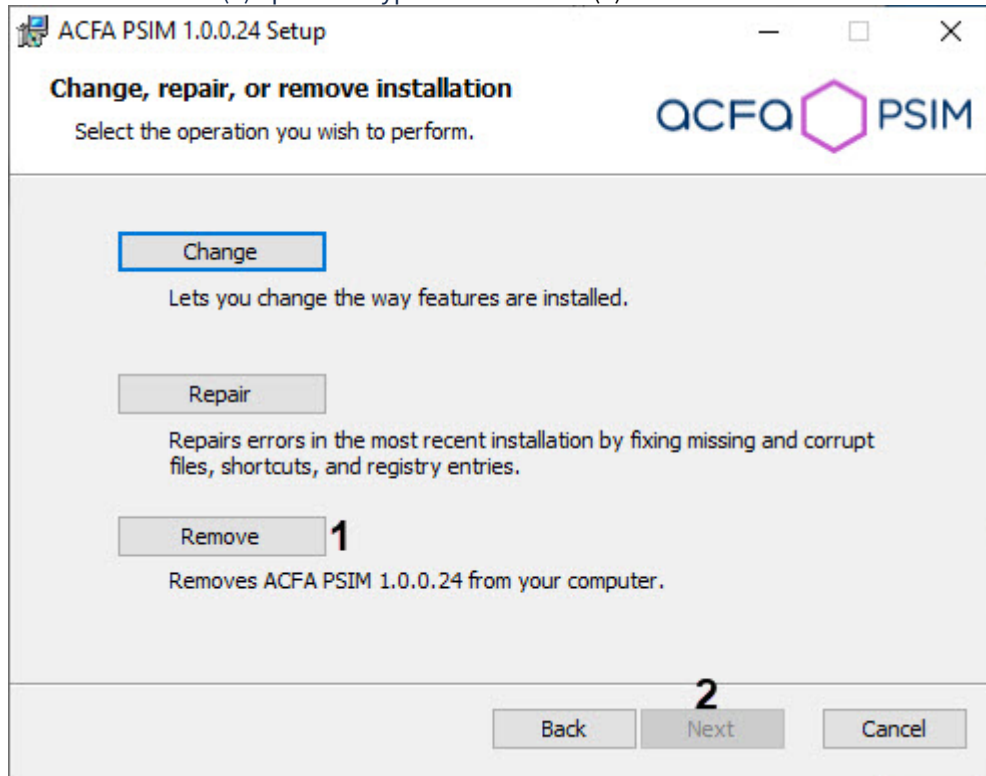 ACFA PSIM 1.0.0.24 Setup
Change, repair, or remove installation
Select the operation you wish to perform.
acfa PSIM
Change
Lets you change the way features are installed.
Repair
Repairs errors in the most recent installation by fixing missing and corrupt
files, shortcuts, and registry entries.
Remove 1
Removes ACFA PSIM 1.0.0.24 from your computer.
2
Back Next Cancel